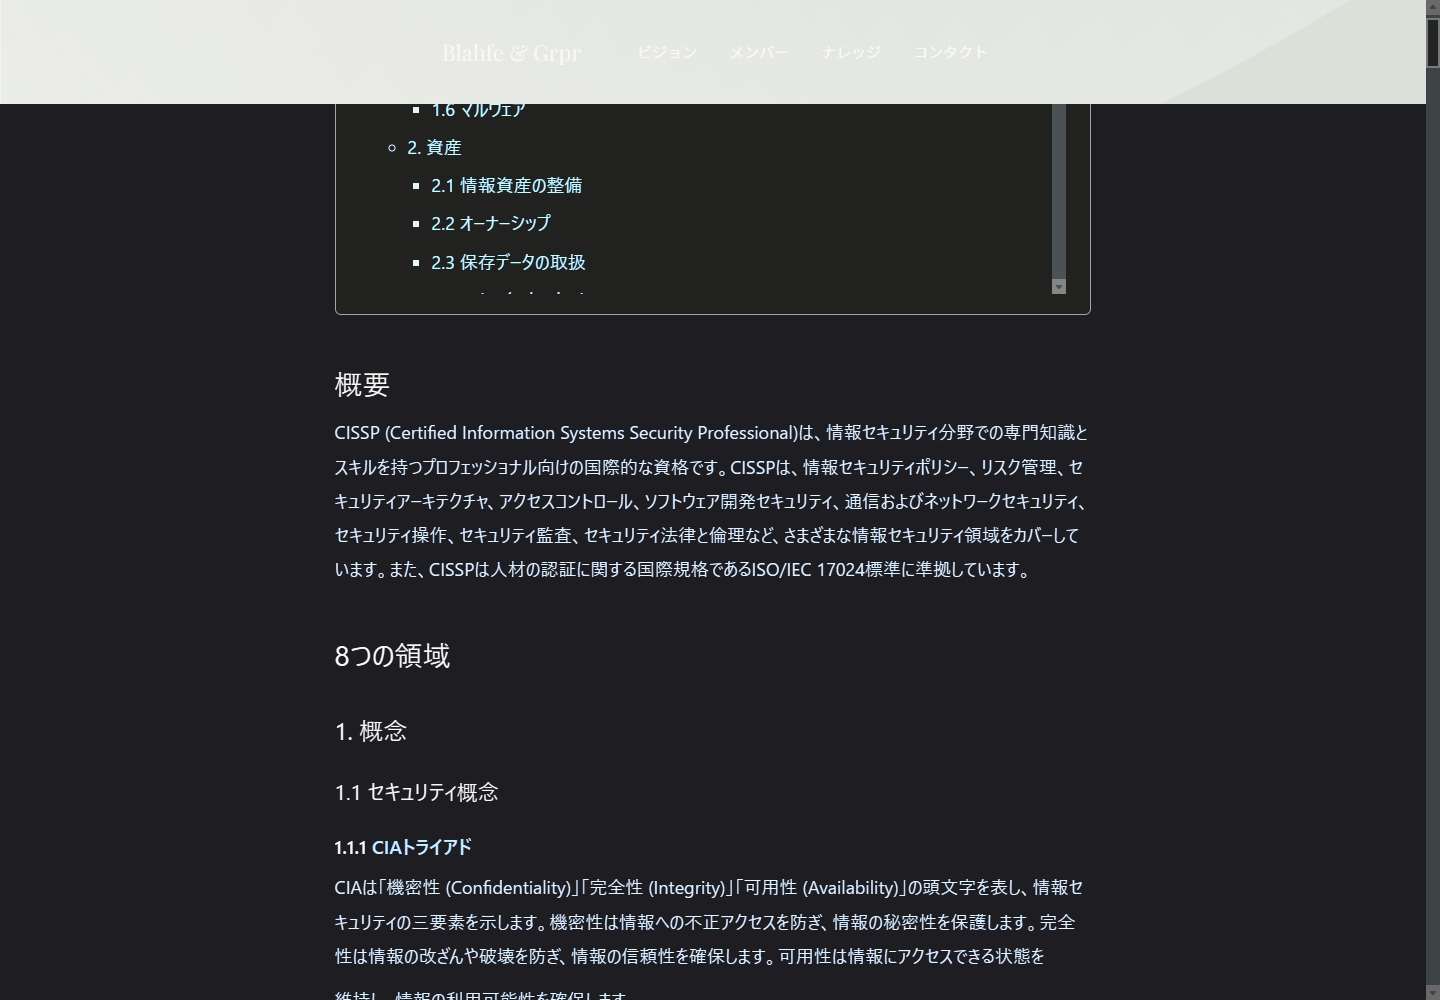 Blahfe & Grpr ビジョン メンバー ナレッジ コンタクト
1.6 マルウェア
2. 資産
2.1 情報資産の整備
2.2 オーナーシップ
2.3 保存データの取扱
概要
CISSP (Certified Information Systems Security Professional)は、情報セキュリティ分野での専門知識と
スキルを持つプロフェッショナル向けの国際的な資格です。CISSPは、情報セキュリティポリシー、リスク管理、セ
キュリティアーキテクチャ、アクセスコントロール、ソフトウェア開発セキュリティ、通信およびネットワークセキュリティ、
セキュリティ操作、セキュリティ監査、セキュリティ法律と倫理など、さまざまな情報セキュリティ領域をカバーして
います。また、CISSPは人材の認証に関する国際規格であるISO/IEC 17024標準に準拠しています。
8つの領域
1. 概念
1.1 セキュリティ概念
1.1.1 CIAトライアド
CIAは「機密性 (Confidentiality)」「完全性 (Integrity)」「可用性 (Availability)」の頭文字を表し、情報セ
キュリティの三要素を示します。機密性は情報への不正アクセスを防ぎ、情報の秘密性を保護します。完全
性は情報の改ざんや破壊を防ぎ、情報の信頼性を確保します。可用性は情報にアクセスできる状態を
維持し、情報の利用可能性を確保します。